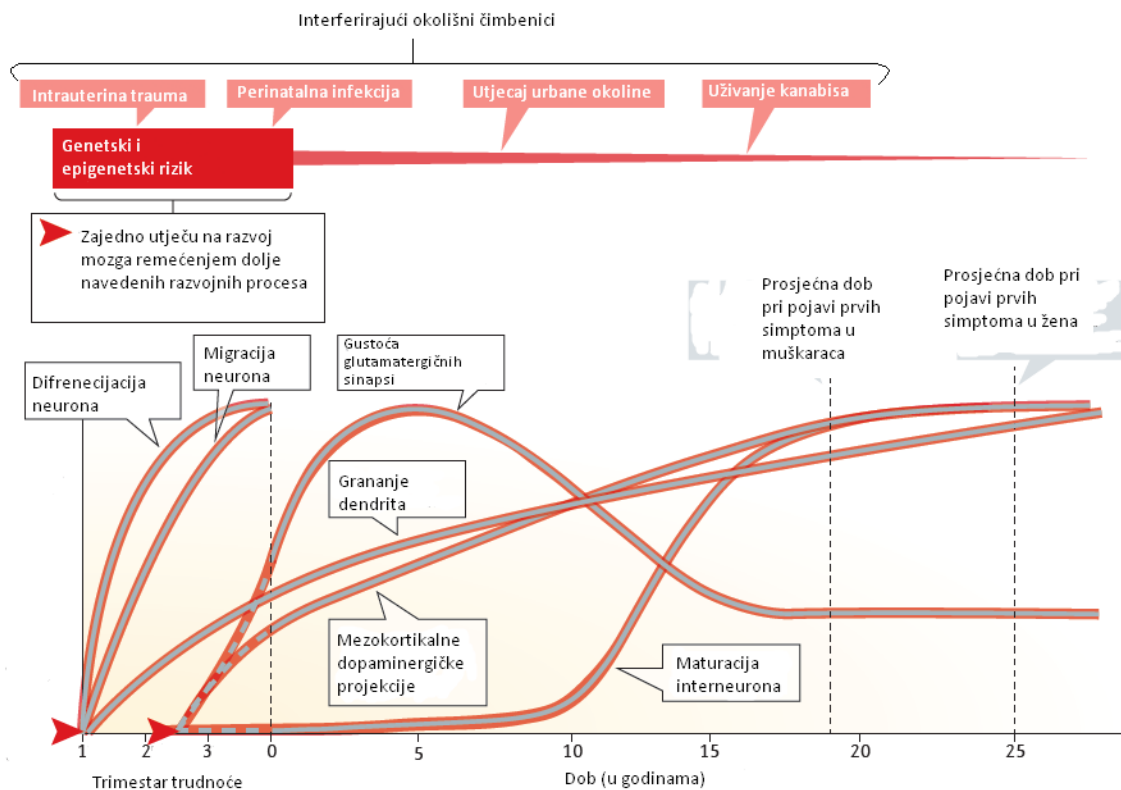 Interferirajući okolišni čimbenici
Intrauterina trauma
Perinatalna infekcija
Utjecaj urbane okoline
Uživanje kanabisa
Genetski i
epigenetski rizik
Zajedno utječu na razvoj
mozga remećenjem dolje
navedenih razvojnih procesa
Prosječna dob
pri pojavi prvih
simptoma u
muškaraca
Prosječna dob pri
pojavi prvih
simptoma u žena
Difrenecijacija
neurona
Migracija
neurona
Gustoća
glutamatergičnih
sinapsi
Grananje
dendrita
Mezokortikalne
dopaminergičke
projekcije
Maturacija
interneurona
1 2 3 0 5 10 15 20 25
Trimestar trudnoće
Dob (u godinama)